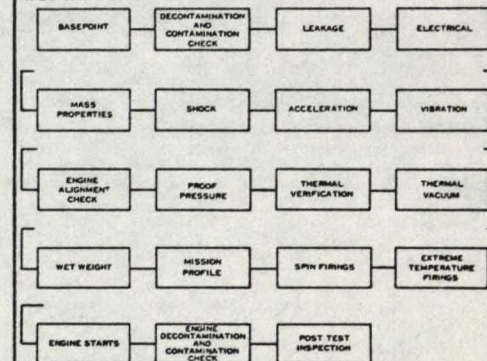 BASEPOINT
DECONTAMINATION
AND
CONTAMINATION
CHECK
LEAKAGE
ELECTRICAL
MASS
PROPERTIES
SHOCK
ACCELERATION
VIBRATION
ENGINE
ALIGNMENT
CHECK
PROOF
PRESSURE
THERMAL
VERIFICATION
THERMAL
VACUUM
WET WEIGHT
MISSION
PROFILE
SPIN FIRINGS
EXTREME
TEMPERATURE
FIRINGS
ENGINE STARTS
ENGINE
DECONTAMINATION
AND
CONTAMINATION
CHECK
POST TEST
INSPECTION